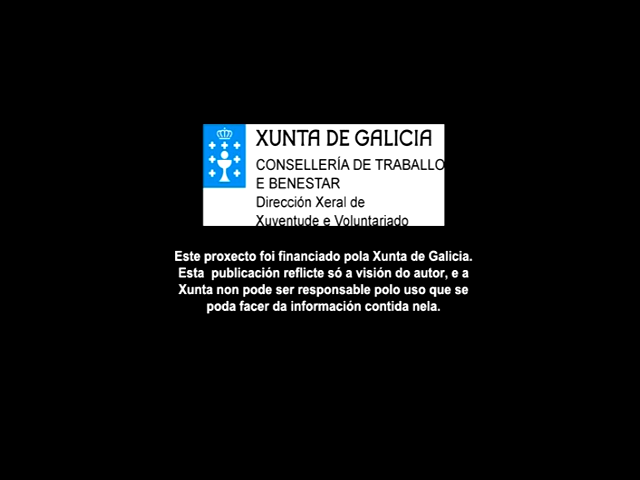 XUNTA DE GALICIA
CONSELLERÍA DE TRABALLO
E BENESTAR
Dirección Xeral de
Xuventude e Voluntariado
Este proxecto foi financiado pola Xunta de Galicia.
Esta publicación reflicte só a visión do autor, e a
Xunta non pode ser responsable polo uso que se
poda facer da información contida nela.